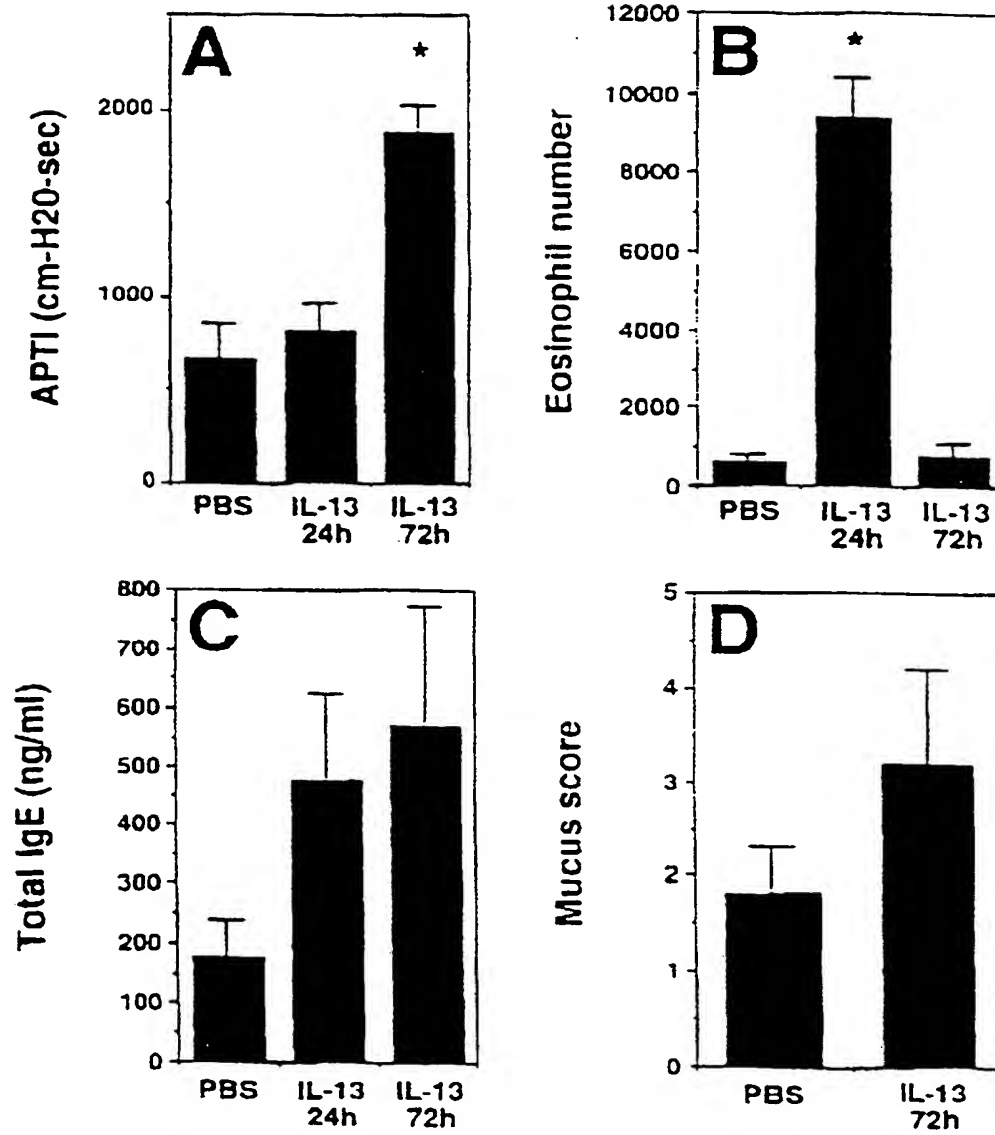 A
★
APTI (cm-H20-sec)
2000
1000
0
PBS
IL-13
24h
IL-13
72h
B
★
Eosinophil number
12000
10000
8000
6000
4000
2000
0
PBS
IL-13
24h
IL-13
72h
C
Total IgE (ng/ml)
800
700
600
500
400
300
200
100
0
PBS
IL-13
24h
IL-13
72h
D
Mucus score
5
4
3
2
1
0
PBS
IL-13
72h